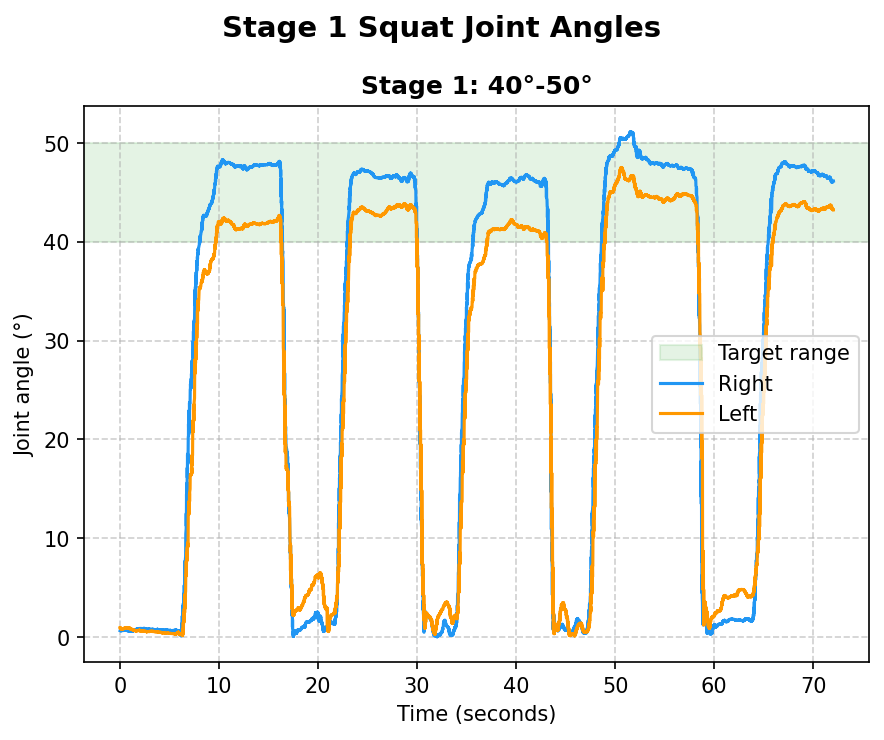 Stage 1 Squat Joint Angles
Stage 1: 40°-50°
50
40
30
20
10
0
Joint angle (°)
Target range
Right
Left
0 10 20 30 40 50 60 70
Time (seconds)